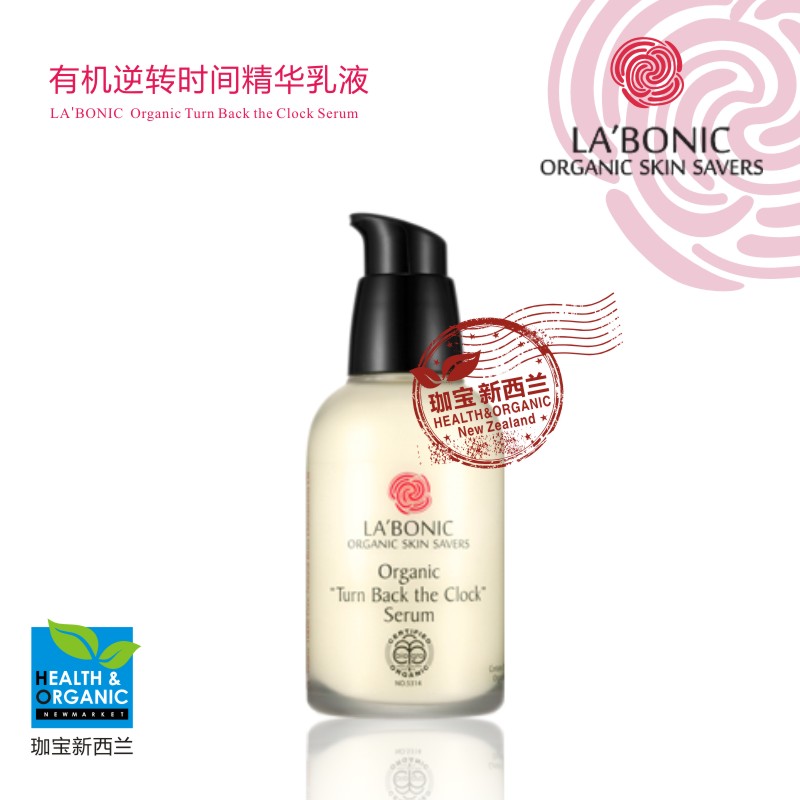 有机逆转时间精华乳液
LA'BONIC Organic Turn Back the Clock Serum
LA'BONIC
ORGANIC SKIN SAVERS
珈宝 新西兰
HEALTH&ORGANIC
New Zealand
LA'BONIC
ORGANIC SKIN SAVERS
Organic
"Turn Back the Clock"
Serum
CERTIFIED
ORGANIC
NO.5314
HEALTH &
ORGANIC
NEWMARKET
珈宝新西兰